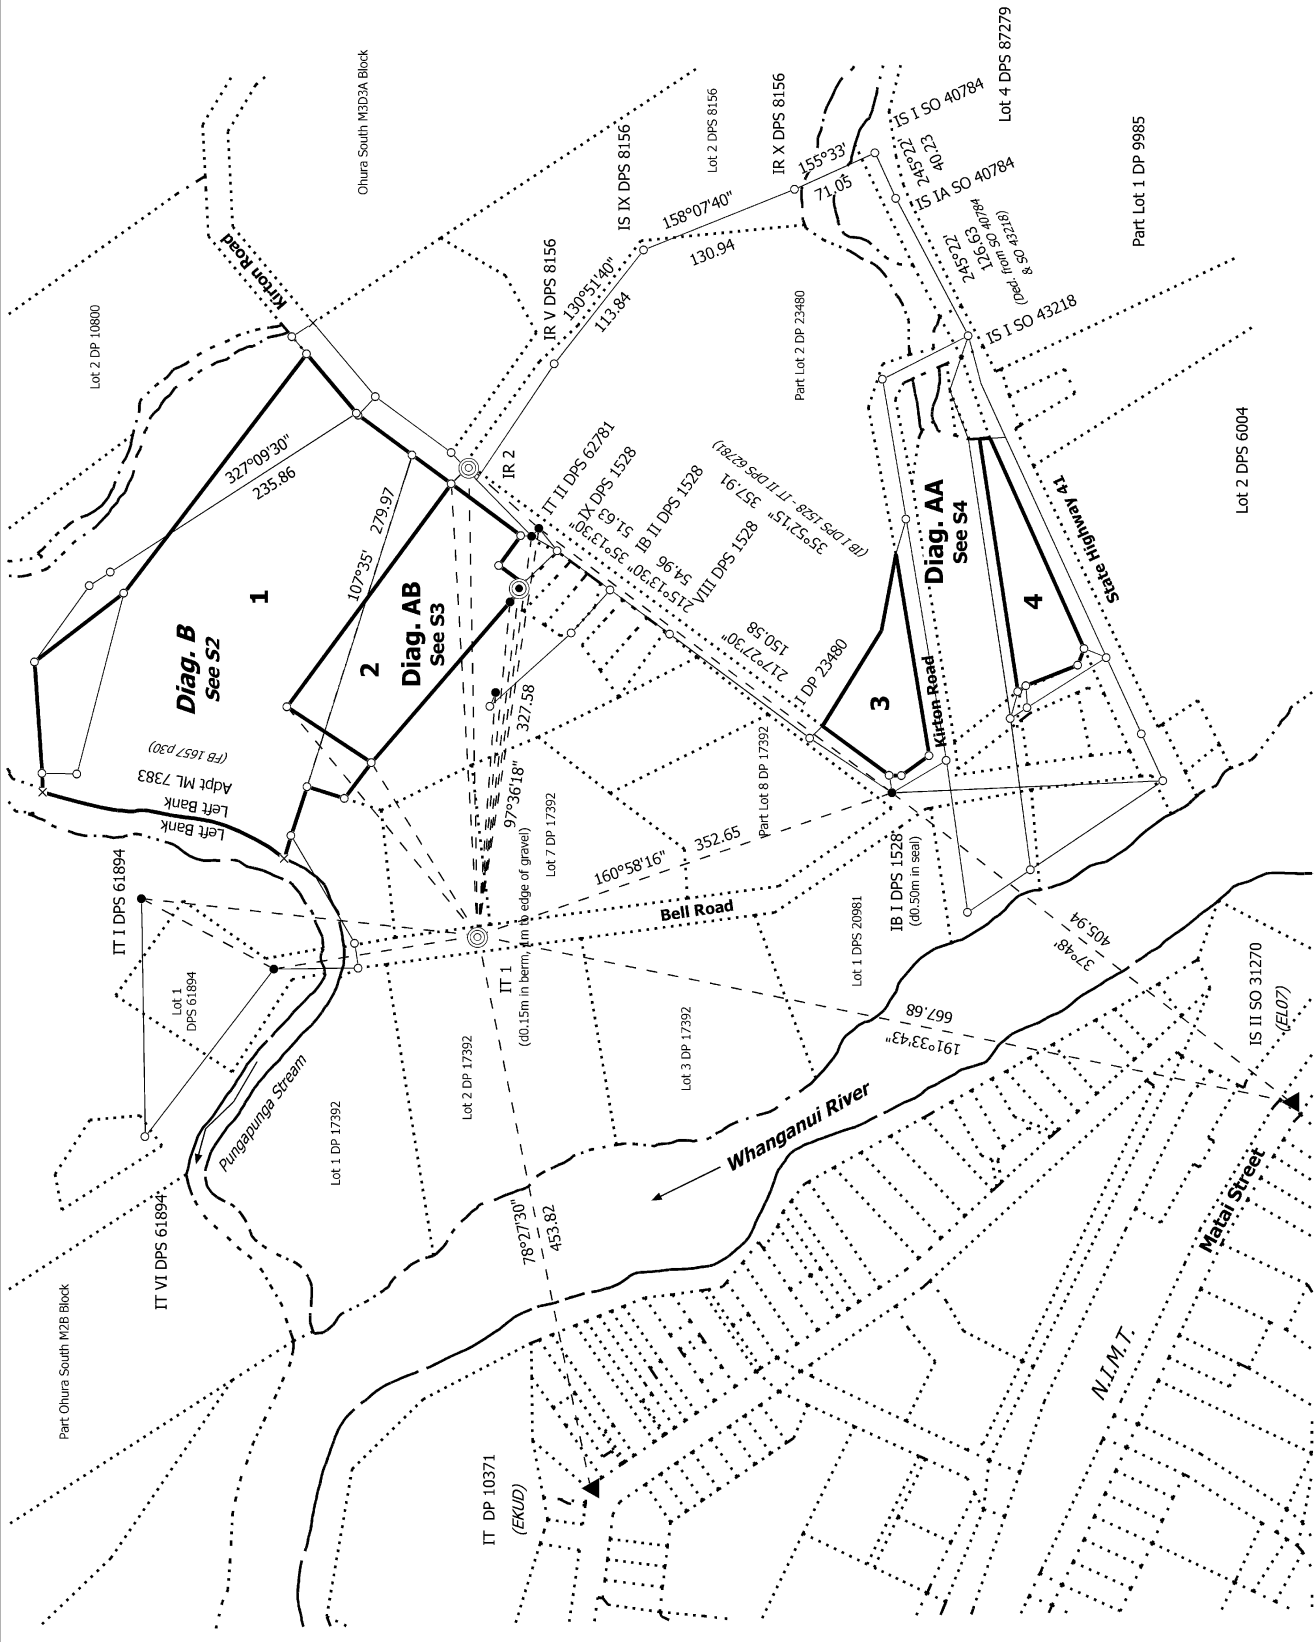 Ohura South M3D3A Block
Lot 2 DP 10800
Kirton Road
Lot 2 DPS 8156
IR X DPS 8156
IS IX DPS 8156
IR V DPS 8156
Lot 4 DPS 87279
IS I SO 40784
IS IA SO 40784
Part Lot 1 DP 9985
155°33'
71.05
245°22'
40.23
158°07'40"
130.94
130°51'40"
113.84
245°22'
126.63
(Ded. from SO 40784
& SO 43218)
IS I SO 43218
Part Lot 2 DP 23480
327°09'30"
235.86
1
Diag. B
See S2
(FB 1657 p30)
Adpt ML 7383
Left Bank
Left Bank
107°35'
279.97
2
Diag. AB
See S3
IR 2
IT II DPS 62781
IX DPS 1528
51.63
35°13'30"
IB II DPS 1528
54.96
215°13'30"
VIII DPS 1528
357.91
35°52'15"
(IB I DPS 1528 - IT II DPS 62781)
150.58
217°27'30"
I DP 23480
Diag. AA
See S4
3
4
Kirton Road
State Highway 41
Lot 2 DPS 6004
327.58
97°36'18"
Lot 7 DP 17392
Part Lot 8 DP 17392
160°58'16"
352.65
IT I DPS 61894
Lot 1
DPS 61894
IT 1
(d0.15m in berm, 1m to edge of gravel)
Bell Road
IB I DPS 1528
(d0.50m in seal)
Lot 1 DPS 20981
405.94
37°48'
667.68
191°33'43"
IS II SO 31270
(EL07)
Pungapunga Stream
Lot 1 DP 17392
Lot 2 DP 17392
Lot 3 DP 17392
Whanganui River
IT VI DPS 61894
Part Ohura South M2B Block
78°27'30"
453.82
Matai Street
N.I.M.T.
IT DP 10371
(EKUD)